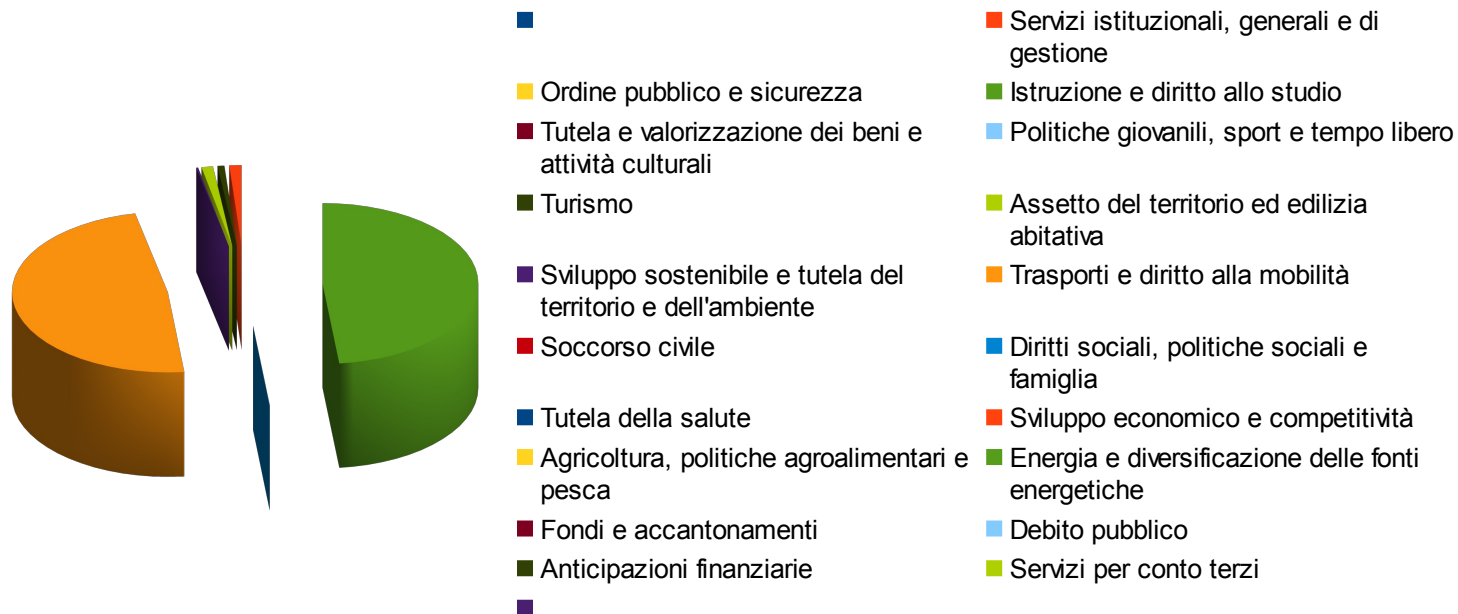 Servizi istituzionali, generali e di
gestione
Ordine pubblico e sicurezza
Istruzione e diritto allo studio
Tutela e valorizzazione dei beni e
attività culturali
Politiche giovanili, sport e tempo libero
Turismo
Assetto del territorio ed edilizia
abitativa
Sviluppo sostenibile e tutela del
territorio e dell'ambiente
Trasporti e diritto alla mobilità
Soccorso civile
Diritti sociali, politiche sociali e
famiglia
Tutela della salute
Sviluppo economico e competitività
Agricoltura, politiche agroalimentari e
pesca
Energia e diversificazione delle fonti
energetiche
Fondi e accantonamenti
Debito pubblico
Anticipazioni finanziarie
Servizi per conto terzi